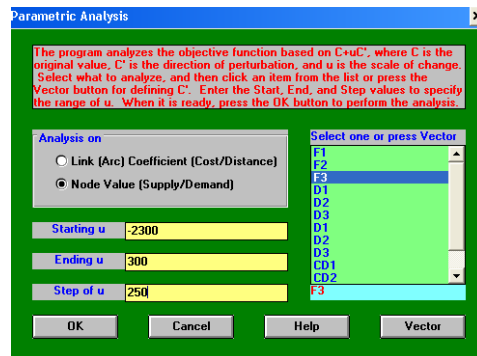 Parametric Analysis
The program analyzes the objective function based on C+uC', where C is the
original value, C' is the direction of perturbation, and u is the scale of change.
Select what to analyze, and then click an item from the list or press the
Vector button for defining C'. Enter the Start, End, and Step values to specify
the range of u. When it is ready, press the OK button to perform the analysis.
Analysis on
Link (Arc) Coefficient (Cost/Distance)
Node Value (Supply/Demand)
Starting u -2300
Ending u 300
Step of u 250
Select one or press Vector
F1
F2
F3
D1
D2
D3
D1
D2
D3
CD1
CD2
F3
OK Cancel Help Vector